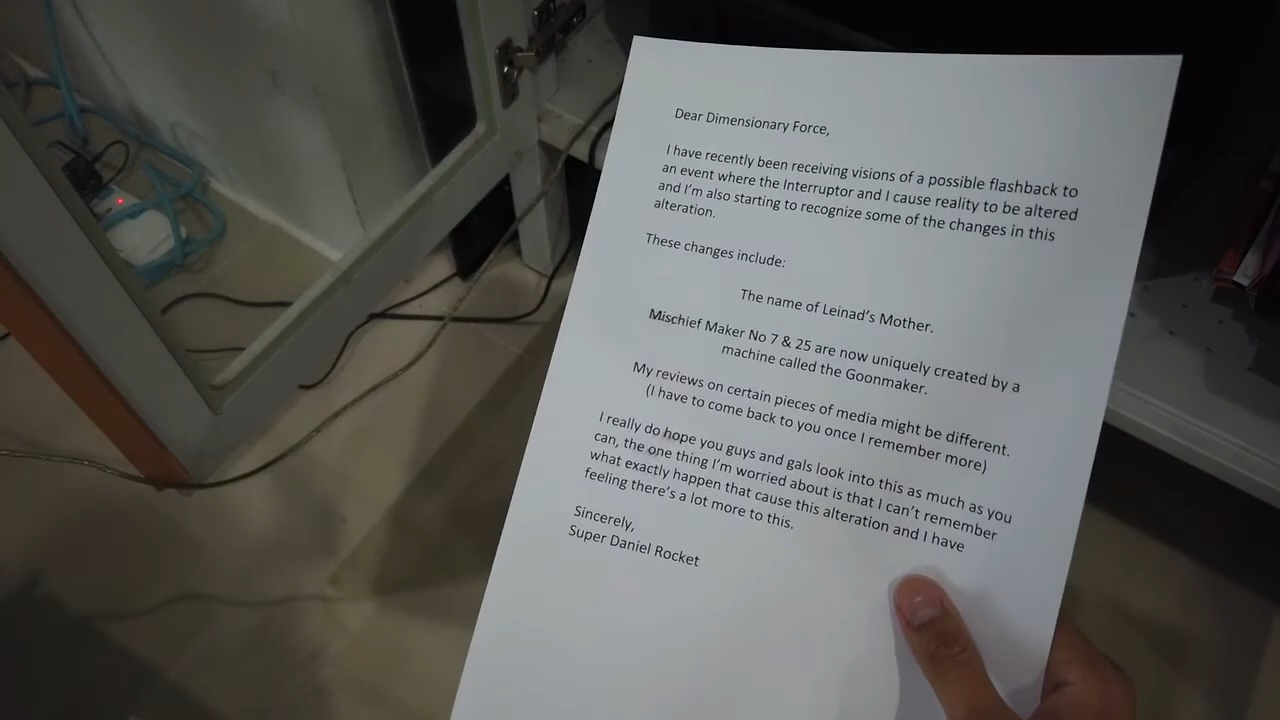 Dear Dimensionary Force,
I have recently been receiving visions of a possible flashback to
an event where the Interruptor and I cause reality to be altered
and I'm also starting to recognize some of the changes in this
alteration.
These changes include:
The name of Leinad's Mother.
Mischief Maker No 7 & 25 are now uniquely created by a
machine called the Goonmaker.
My reviews on certain pieces of media might be different.
(I have to come back to you once I remember more)
I really do hope you guys and gals look into this as much as you
can, the one thing I'm worried about is that I can't remember
what exactly happen that cause this alteration and I have
feeling there's a lot more to this.
Sincerely,
Super Daniel Rocket